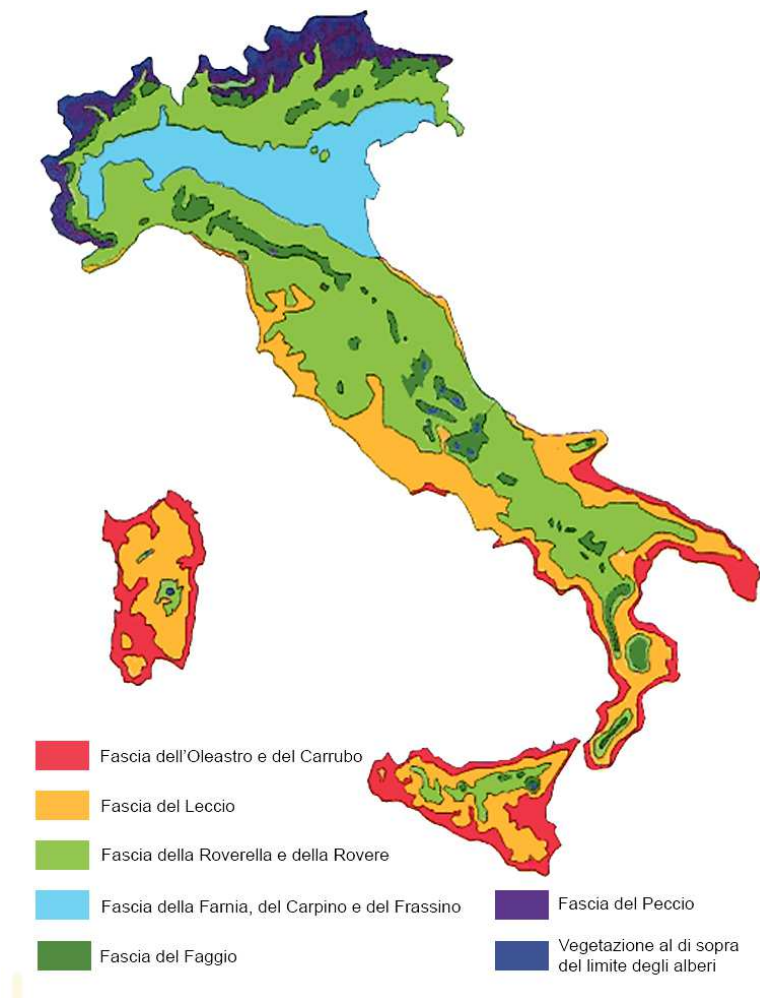 Fascia dell'Oleastro e del Carrubo
Fascia del Leccio
Fascia della Roverella e della Rovere
Fascia della Farnia, del Carpino e del Frassino
Fascia del Faggio
Fascia del Peccio
Vegetazione al di sopra
del limite degli alberi